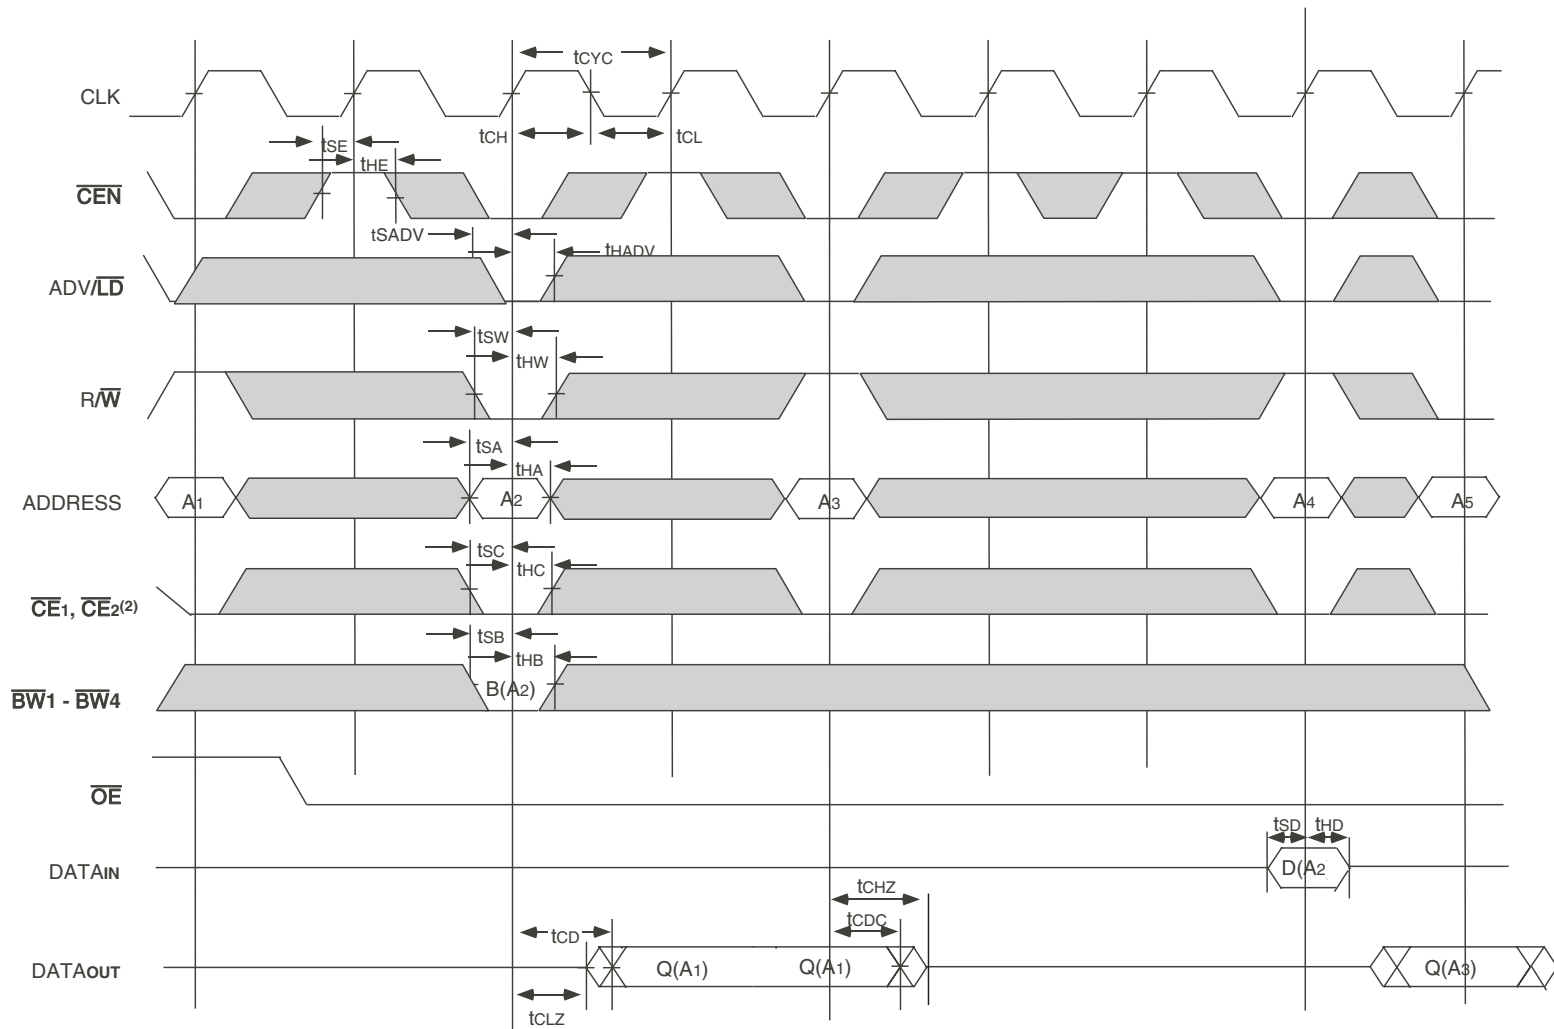 tCYC
CLK
tCH
tCL
tSE
tHE
CEN
tSADV
tHADV
ADV/LD
tSW
tHW
R/W
tSA
tHA
ADDRESS
A1
A2
A3
A4
A5
tSC
tHC
CE1, CE2(2)
tSB
tHB
B(A2)
BW1 - BW4
OE
tSD
tHD
DATAIN
D(A2
tCHZ
tCDC
tCD
DATAOUT
Q(A1)
Q(A1)
Q(A3)
tCLZ